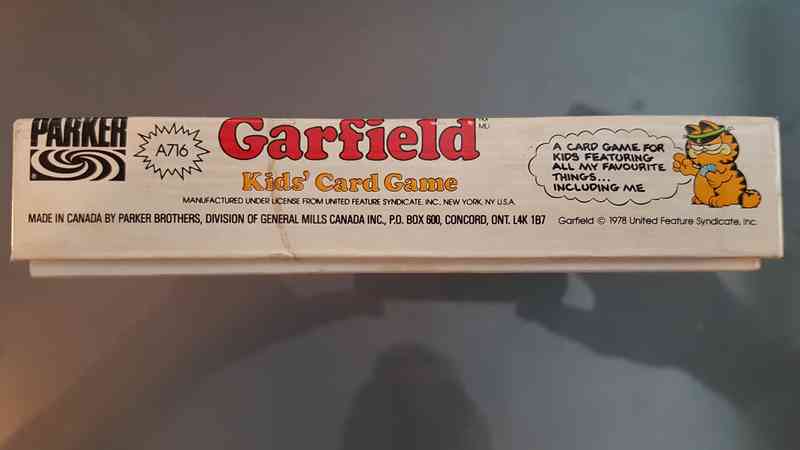 PARKER
A716
Garfield
MD
Kids' Card Game
MANUFACTURED UNDER LICENSE FROM UNITED FEATURE SYNDICATE, INC. NEW YORK, NY U.S.A.
MADE IN CANADA BY PARKER BROTHERS, DIVISION OF GENERAL MILLS CANADA INC., P.O. BOX 600, CONCORD, ONT. L4K 1B7
A CARD GAME FOR
KIDS FEATURING
ALL MY FAVOURITE
THINGS...
INCLUDING ME
Garfield © 1978 United Feature Syndicate, Inc.